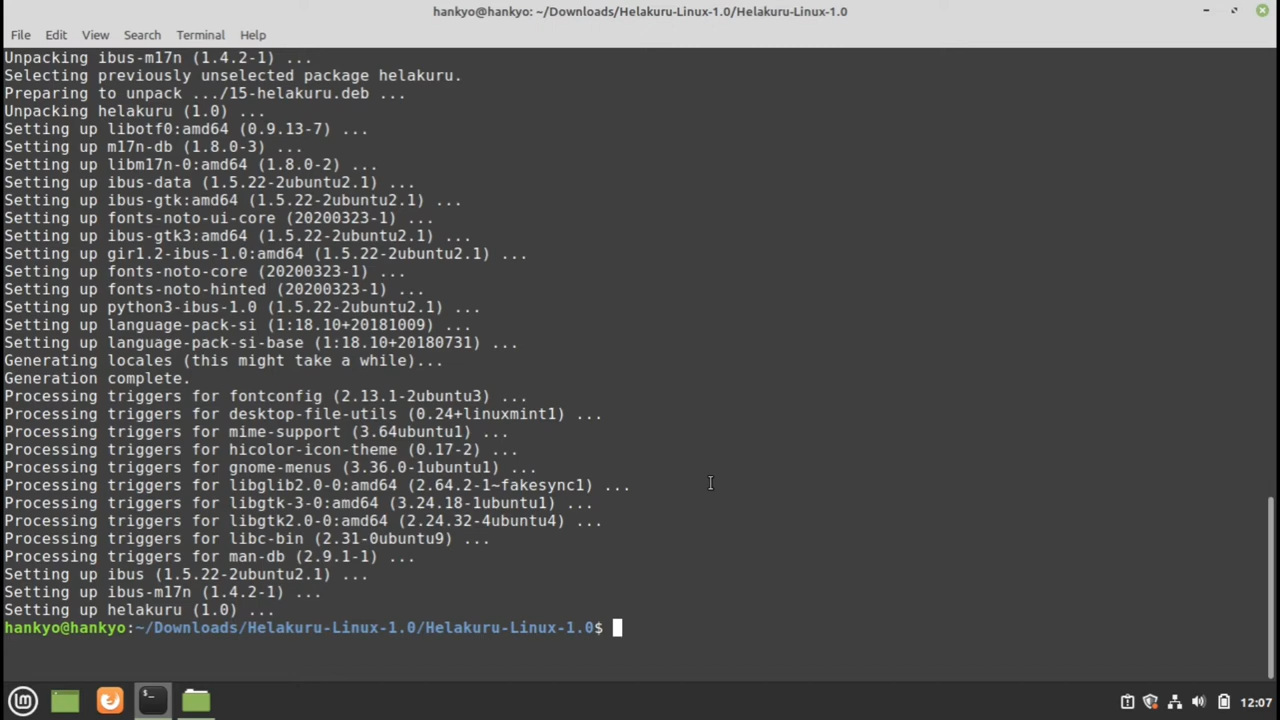 hankyo@hankyo: ~/Downloads/Helakuru-Linux-1.0/Helakuru-Linux-1.0
File Edit View Search Terminal Help
Unpacking ibus-m17n (1.4.2-1) ...
Selecting previously unselected package helakuru.
Preparing to unpack .../15-helakuru.deb ...
Unpacking helakuru (1.0) ...
Setting up libotf0:amd64 (0.9.13-7) ...
Setting up m17n-db (1.8.0-3) ...
Setting up libm17n-0:amd64 (1.8.0-2) ...
Setting up ibus-data (1.5.22-2ubuntu2.1) ...
Setting up ibus-gtk:amd64 (1.5.22-2ubuntu2.1) ...
Setting up fonts-noto-ui-core (20200323-1) ...
Setting up ibus-gtk3:amd64 (1.5.22-2ubuntu2.1) ...
Setting up gir1.2-ibus-1.0:amd64 (1.5.22-2ubuntu2.1) ...
Setting up fonts-noto-core (20200323-1) ...
Setting up fonts-noto-hinted (20200323-1) ...
Setting up python3-ibus-1.0 (1.5.22-2ubuntu2.1) ...
Setting up language-pack-si (1:18.10+20181009) ...
Setting up language-pack-si-base (1:18.10+20180731) ...
Generating locales (this might take a while)...
Generation complete.
Processing triggers for fontconfig (2.13.1-2ubuntu3) ...
Processing triggers for desktop-file-utils (0.24+linuxmint1) ...
Processing triggers for mime-support (3.64ubuntu1) ...
Processing triggers for hicolor-icon-theme (0.17-2) ...
Processing triggers for gnome-menus (3.36.0-1ubuntu1) ...
Processing triggers for libglib2.0-0:amd64 (2.64.2-1~fakesync1) ...
Processing triggers for libgtk-3-0:amd64 (3.24.18-1ubuntu1) ...
Processing triggers for libgtk2.0-0:amd64 (2.24.32-4ubuntu4) ...
Processing triggers for libc-bin (2.31-0ubuntu9) ...
Processing triggers for man-db (2.9.1-1) ...
Setting up ibus (1.5.22-2ubuntu2.1) ...
Setting up ibus-m17n (1.4.2-1) ...
Setting up helakuru (1.0) ...
hankyo@hankyo:~/Downloads/Helakuru-Linux-1.0/Helakuru-Linux-1.0$
12:07